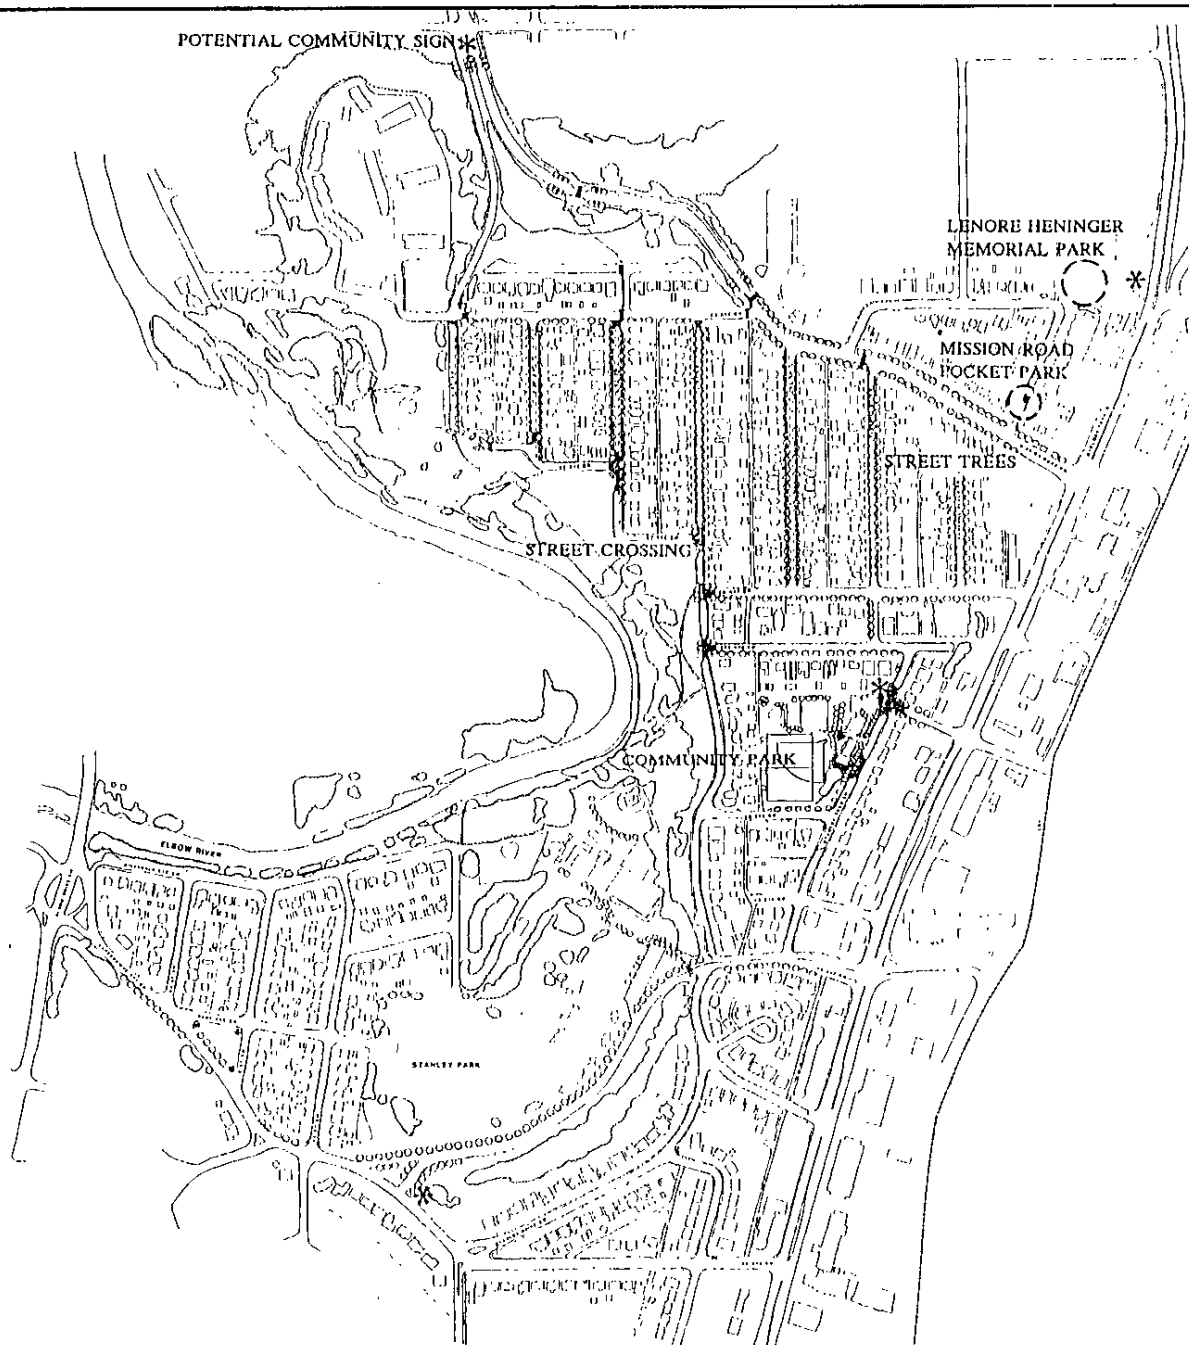 POTENTIAL COMMUNITY SIGN
LENORE HENINGER
MEMORIAL PARK
MISSION ROAD
POCKET PARK
STREET TREES
STREET CROSSING
COMMUNITY PARK
ELBOW RIVER
STANLEY PARK